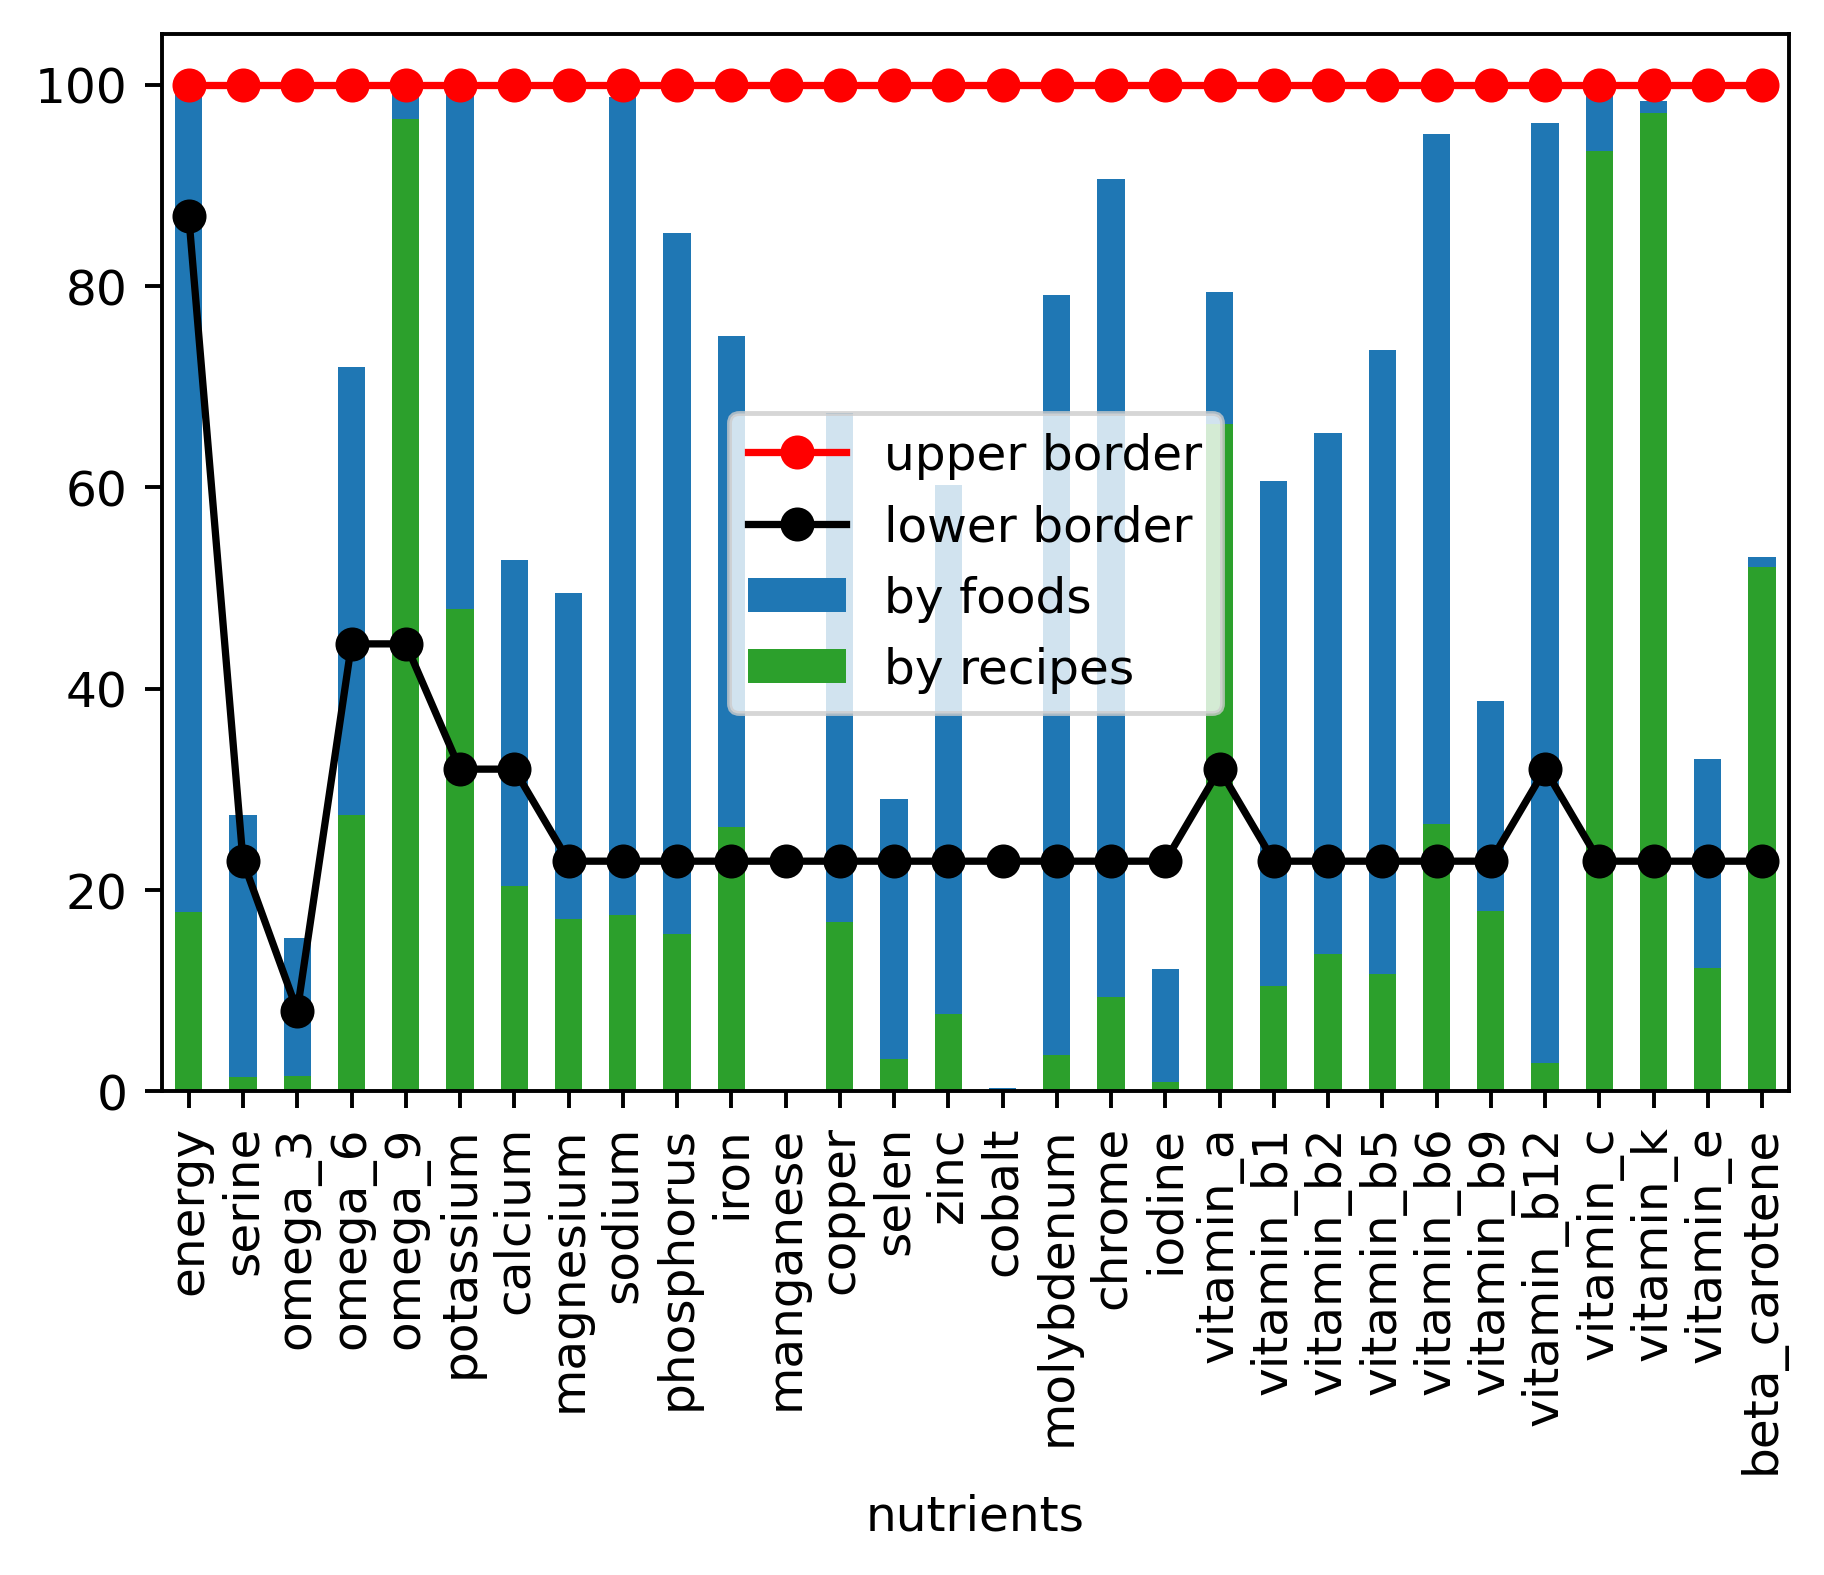 100
80
60
40
20
0
upper border
lower border
by foods
by recipes
energy
serine
omega_3
omega_6
omega_9
potassium
calcium
magnesium
sodium
phosphorus
iron
manganese
copper
selen
zinc
cobalt
molybdenum
chrome
iodine
vitamin_a
vitamin_b1
vitamin_b2
vitamin_b5
vitamin_b6
vitamin_b9
vitamin_b12
vitamin_c
vitamin_k
vitamin_e
beta_carotene
nutrients